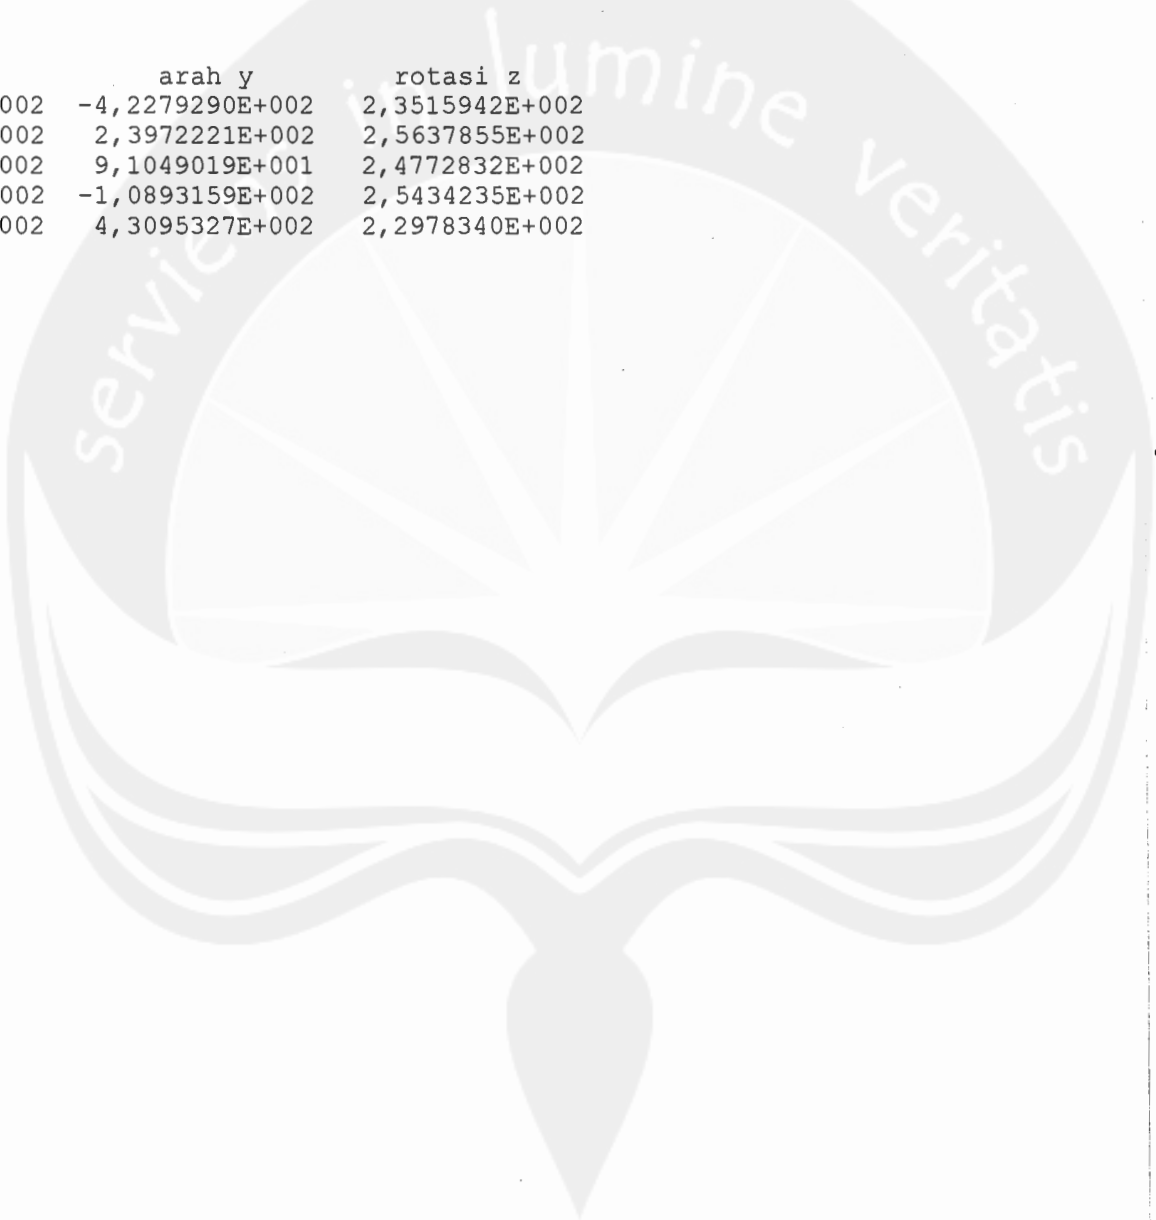 serviens in lumine veritatis
arah y rotasi z
002 -4,2279290E+002 2,3515942E+002
002 2,3972221E+002 2,5637855E+002
002 9,1049019E+001 2,4772832E+002
002 -1,0893159E+002 2,5434235E+002
002 4,3095327E+002 2,2978340E+002